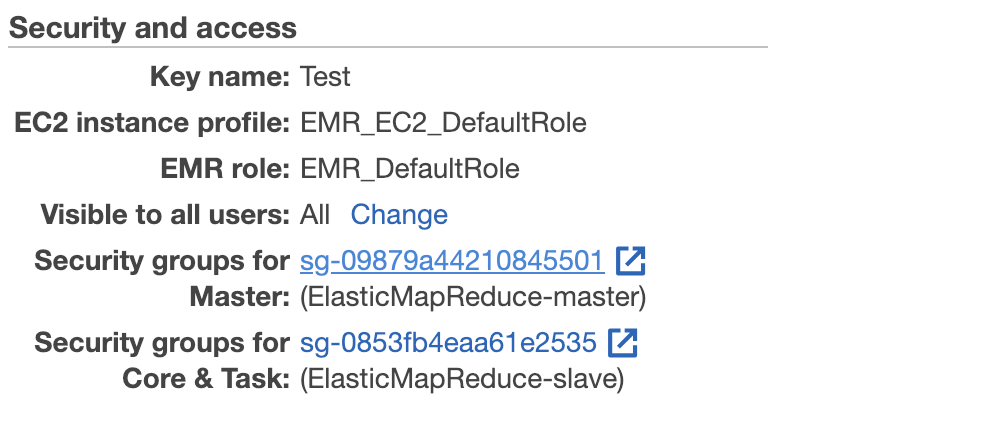 Security and access
Key name: Test
EC2 instance profile: EMR_EC2_DefaultRole
EMR role: EMR_DefaultRole
Visible to all users: All Change
Security groups for sg-09879a44210845501
Master: (ElasticMapReduce-master)
Security groups for sg-0853fb4eaa61e2535
Core & Task: (ElasticMapReduce-slave)